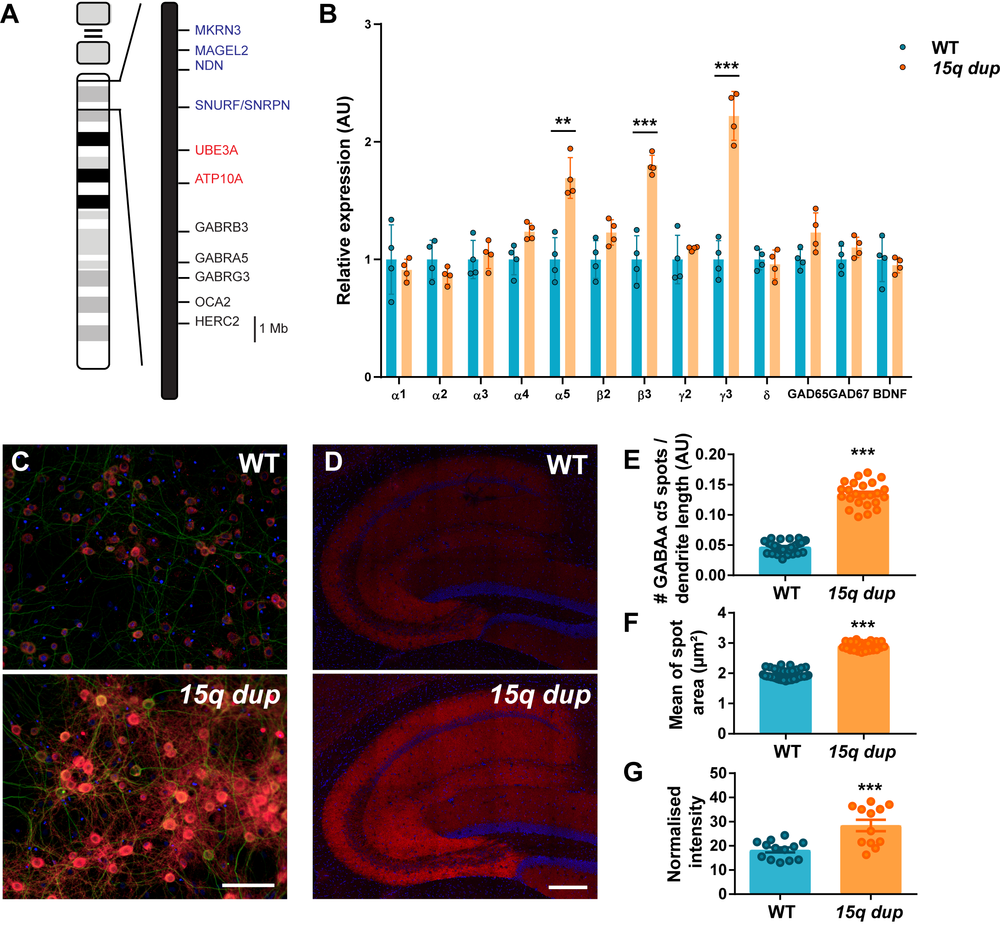 A
MKRN3
MAGEL2
NDN
SNURF/SNRPN
UBE3A
ATP10A
GABRB3
GABRA5
GABRG3
OCA2
HERC2
1 Mb
B
Relative expression (AU)
3
2
1
0
WT
15q dup
**
***
***
α1 α2 α3 α4 α5 β2 β3 γ2 γ3 δ GAD65 GAD67 BDNF
C
WT
15q dup
D
WT
15q dup
E
# GABAA α5 spots /
dendrite length (AU)
0.20
0.15
0.10
0.05
0.00
***
WT 15q dup
F
Mean of spot
area (µm²)
4
3
2
1
0
***
WT 15q dup
G
Normalised
intensity
50
40
30
20
10
0
***
WT 15q dup